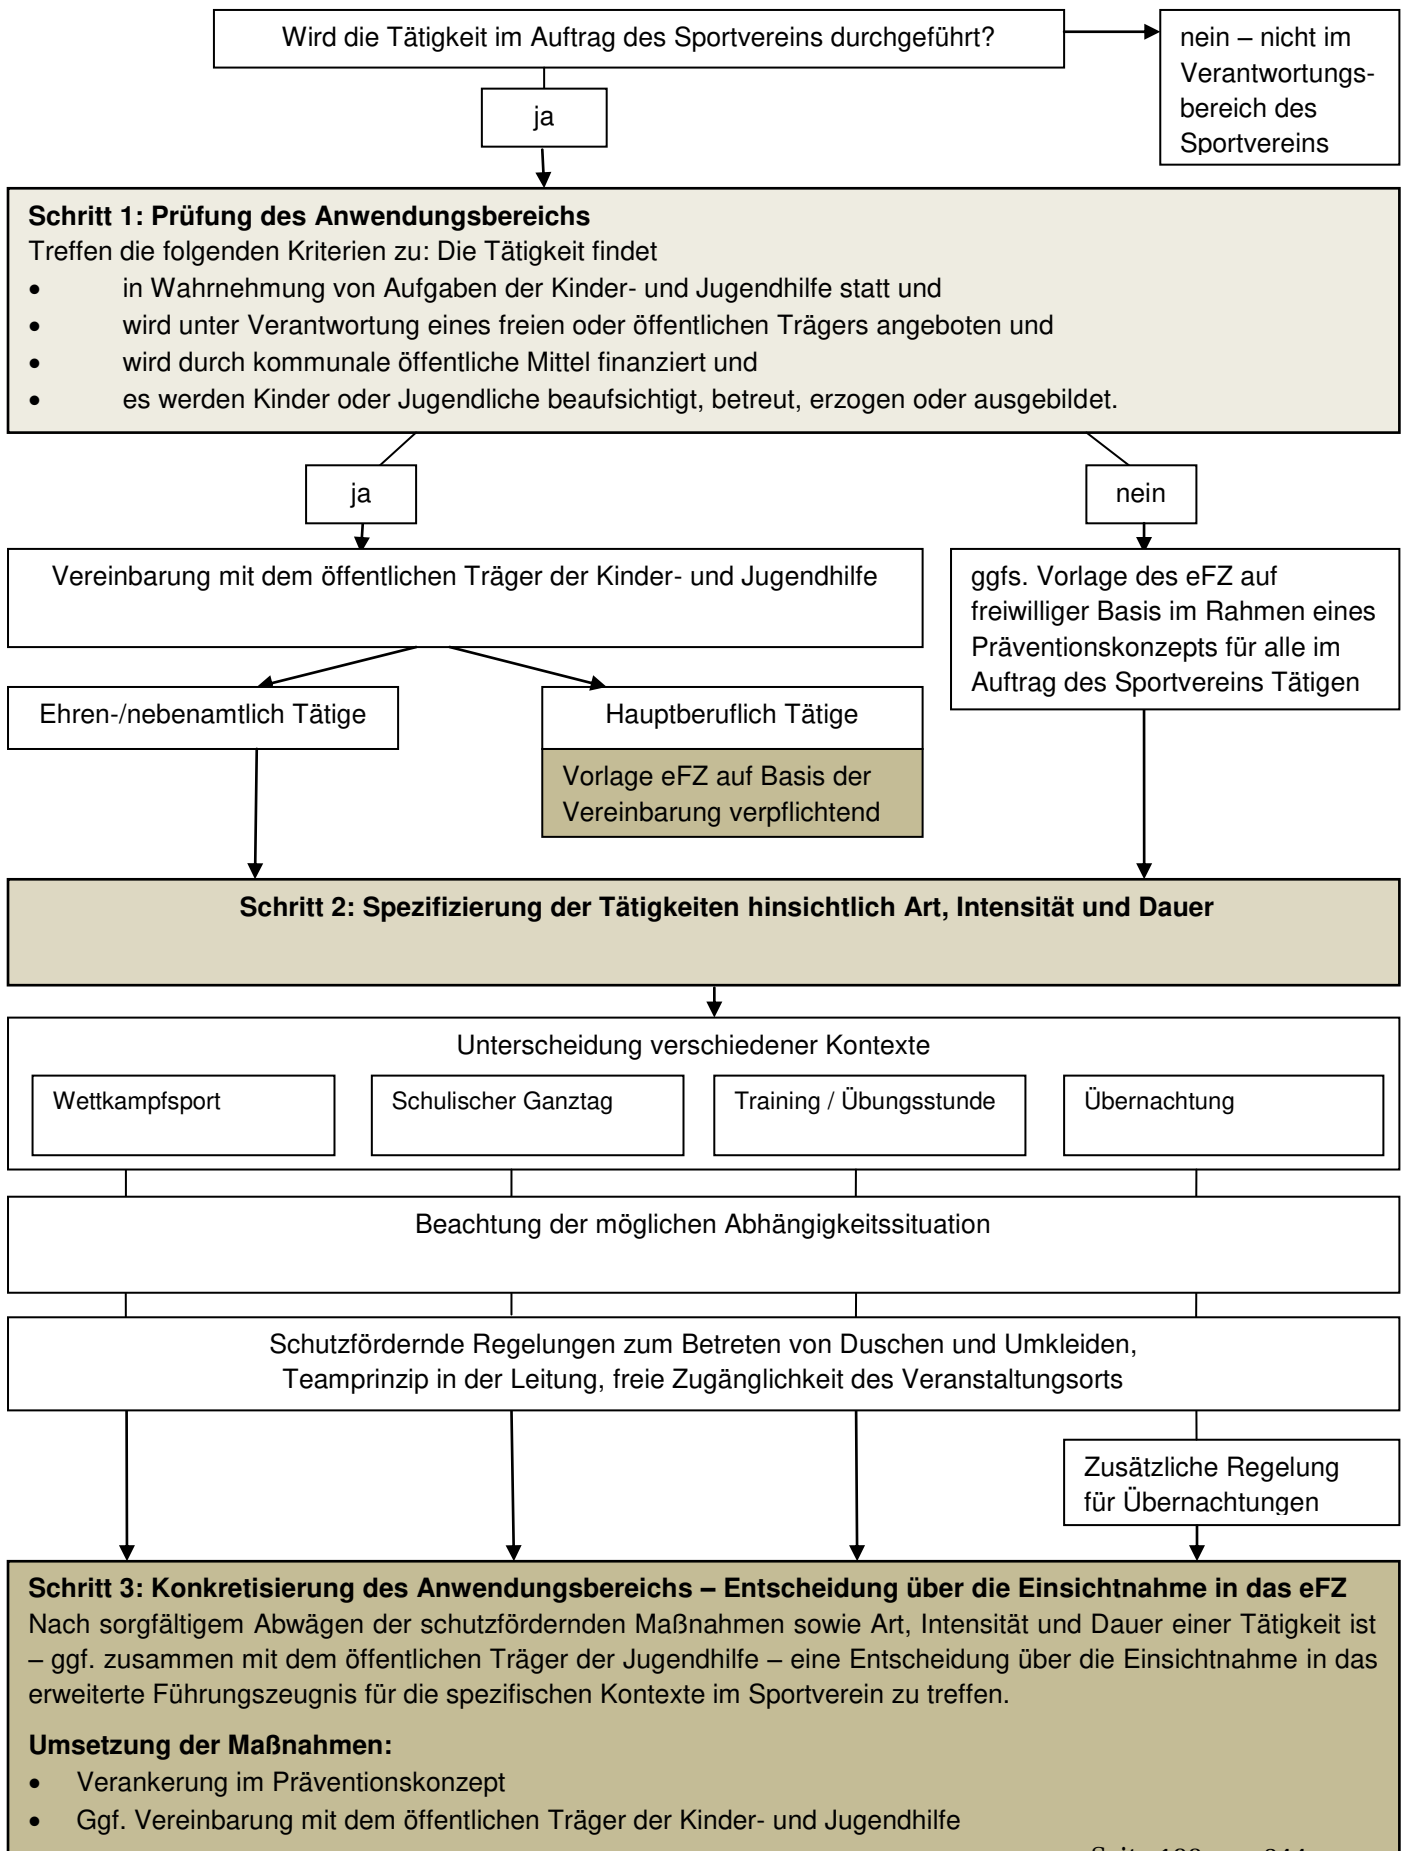 Wird die Tätigkeit im Auftrag des Sportvereins durchgeführt?
nein – nicht im
Verantwortungs-
bereich des
Sportvereins
ja
Schritt 1: Prüfung des Anwendungsbereichs
Treffen die folgenden Kriterien zu: Die Tätigkeit findet
• in Wahrnehmung von Aufgaben der Kinder- und Jugendhilfe statt und
• wird unter Verantwortung eines freien oder öffentlichen Trägers angeboten und
• wird durch kommunale öffentliche Mittel finanziert und
• es werden Kinder oder Jugendliche beaufsichtigt, betreut, erzogen oder ausgebildet.
ja
nein
Vereinbarung mit dem öffentlichen Träger der Kinder- und Jugendhilfe
ggfs. Vorlage des eFZ auf
freiwilliger Basis im Rahmen eines
Präventionskonzepts für alle im
Auftrag des Sportvereins Tätigen
Ehren-/nebenamtlich Tätige
Hauptberuflich Tätige
Vorlage eFZ auf Basis der
Vereinbarung verpflichtend
Schritt 2: Spezifizierung der Tätigkeiten hinsichtlich Art, Intensität und Dauer
Unterscheidung verschiedener Kontexte
Wettkampfsport
Schulischer Ganztag
Training / Übungsstunde
Übernachtung
Beachtung der möglichen Abhängigkeitssituation
Schutzfördernde Regelungen zum Betreten von Duschen und Umkleiden,
Teamprinzip in der Leitung, freie Zugänglichkeit des Veranstaltungsorts
Zusätzliche Regelung
für Übernachtungen
Schritt 3: Konkretisierung des Anwendungsbereichs – Entscheidung über die Einsichtnahme in das eFZ
Nach sorgfältigem Abwägen der schutzfördernden Maßnahmen sowie Art, Intensität und Dauer einer Tätigkeit ist
– ggf. zusammen mit dem öffentlichen Träger der Jugendhilfe – eine Entscheidung über die Einsichtnahme in das
erweiterte Führungszeugnis für die spezifischen Kontexte im Sportverein zu treffen.
Umsetzung der Maßnahmen:
• Verankerung im Präventionskonzept
• Ggf. Vereinbarung mit dem öffentlichen Träger der Kinder- und Jugendhilfe